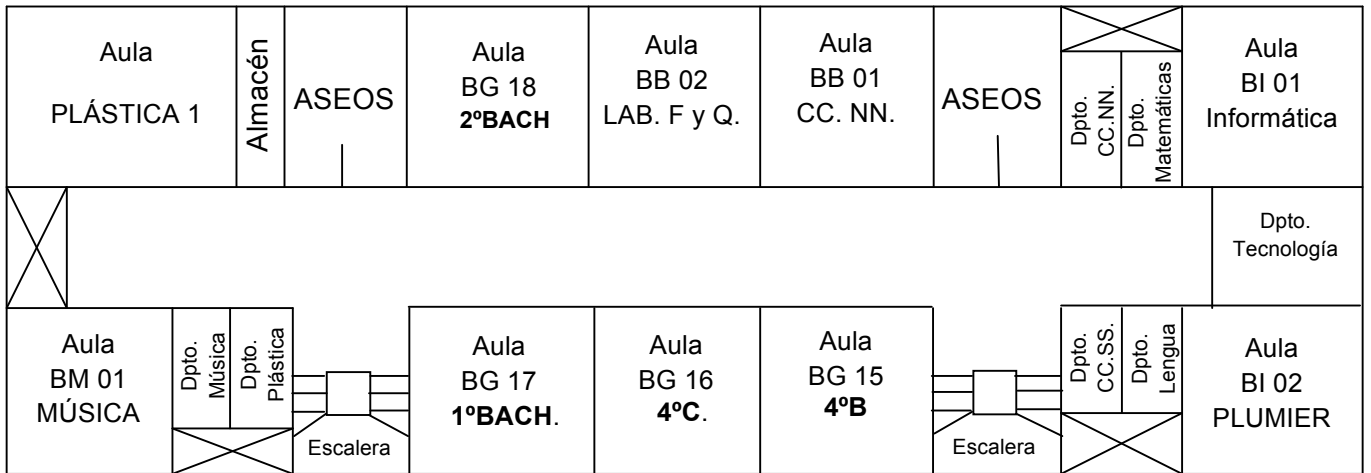 Aula
PLÁSTICA 1
Almacén
ASEOS
Aula
BG 18
2ºBACH
Aula
BB 02
LAB. F y Q.
Aula
BB 01
CC. NN.
ASEOS
Dpto.
CC.NN.
Dpto.
Matemáticas
Aula
BI 01
Informática
Dpto.
Tecnología
Aula
BM 01
MÚSICA
Dpto.
Música
Dpto.
Plástica
Escalera
Aula
BG 17
1ºBACH.
Aula
BG 16
4ºC.
Aula
BG 15
4ºB
Escalera
Dpto.
CC.SS.
Dpto.
Lengua
Aula
BI 02
PLUMIER